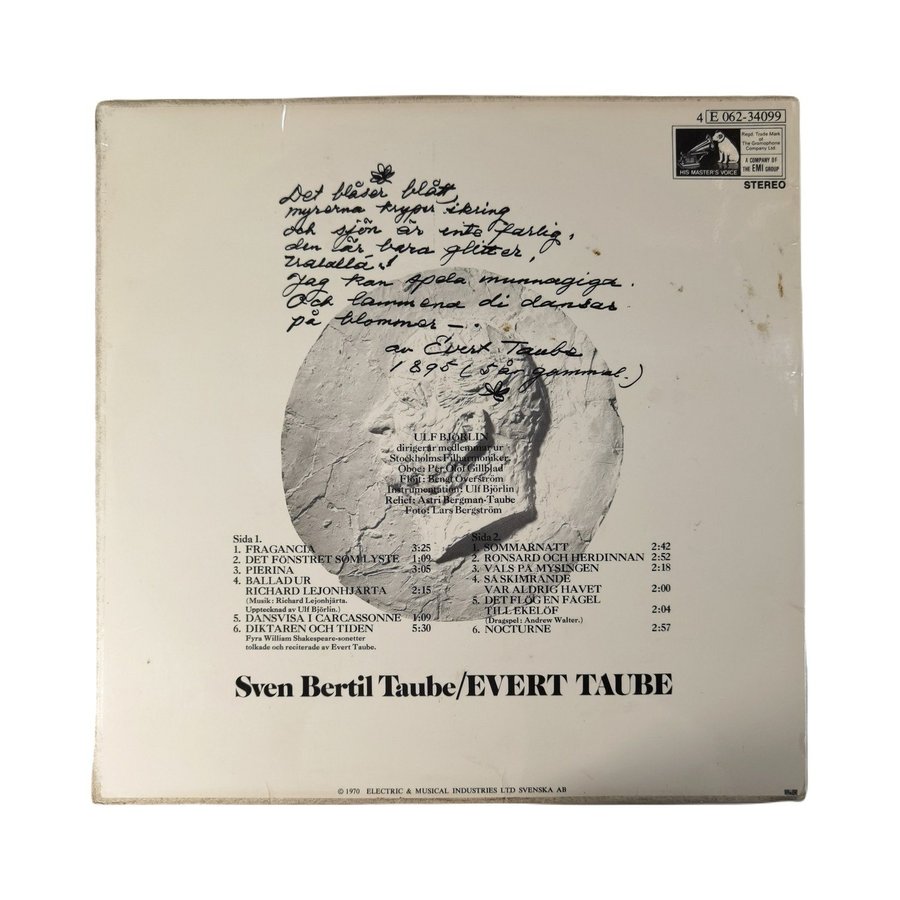 4 E 062-34099
HIS MASTER'S VOICE
Regd. Trade Mark
of
The Gramophone
Company Ltd.
A COMPANY OF
THE EMI GROUP
STEREO
Det blåser blått,
myrerna kryper ikring
och sjön är inte farlig,
den är bara glitter,
tralallá!
Jag kan spela munnagiga.
Och lammena di dansar
på blommer —.
av Evert Taube
1895 (5 år gammal.)
ULF BJÖRLIN
dirigerar medlemmar ur
Stockholms Filharmoniker
Oboe: Per Olof Gillblad
Flöjt: Bengt Överström
Instrumentation: Ulf Björlin
Relief: Astri Bergman-Taube
Foto: Lars Bergström
Sida 1.
1. FRAGANCIA 3:25
2. DET FÖNSTRET SOM LYSTE 1:09
3. PIERINA 3:05
4. BALLAD UR
RICHARD LEJONHJÄRTA 2:15
(Musik: Richard Lejonhjärta.
Upptecknad av Ulf Björlin.)
5. DANSVISA I CARCASSONNE 1:09
6. DIKTAREN OCH TIDEN 5:30
Fyra William Shakespeare-sonetter
tolkade och reciterade av Evert Taube.
Sida 2.
1. SOMMARNATT 2:42
2. RONSARD OCH HERDINNAN 2:52
3. VALS PÅ MYSINGEN 2:18
4. SÅ SKIMRANDE
VAR ALDRIG HAVET 2:00
5. DET FLÖG EN FÅGEL
TILL EKELÖF 2:04
(Dragspel: Andrew Walter.)
6. NOCTURNE 2:57
Sven Bertil Taube/EVERT TAUBE
© 1970 ELECTRIC & MUSICAL INDUSTRIES LTD SVENSKA AB